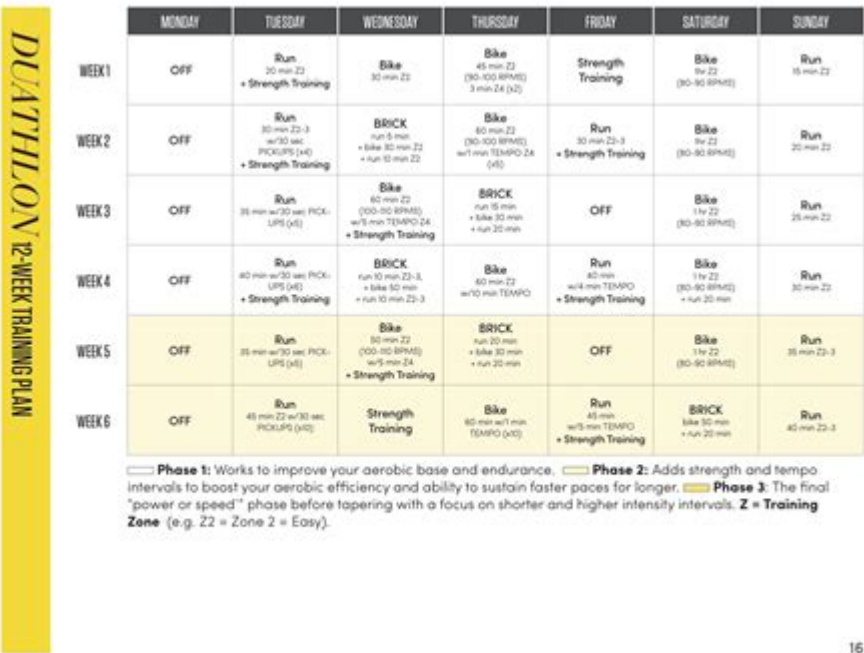 DUATHLON 12-WEEK TRAINING PLAN
MONDAY TUESDAY WEDNESDAY THURSDAY FRIDAY SATURDAY SUNDAY
WEEK 1
OFF
Run
20 min Z2
+ Strength Training
Bike
30 min Z2
Bike
45 min Z2
(90-100 RPMS)
3 min Z4 (x2)
Strength
Training
Bike
1hr Z2
(80-90 RPMS)
Run
15 min Z2
WEEK 2
OFF
Run
30 min Z2-3
w/30 sec
PICKUPS (x4)
+ Strength Training
BRICK
run 5 min
+ bike 30 min Z2
+ run 10 min Z2
Bike
60 min Z2
(90-100 RPMS)
w/1 min TEMPO Z4
(x5)
Run
30 min Z2-3
+ Strength Training
Bike
1hr Z2
(80-90 RPMS)
Run
20 min Z2
WEEK 3
OFF
Run
35 min w/30 sec PICK-
UPS (x5)
Bike
60 min Z2
(100-110 RPMS)
w/5 min TEMPO Z4
+ Strength Training
BRICK
run 15 min
+ bike 30 min
+ run 20 min
OFF
Bike
1 hr Z2
(80-90 RPMS)
Run
25 min Z2
WEEK 4
OFF
Run
40 min w/30 sec PICK-
UPS (x6)
+ Strength Training
BRICK
run 10 min Z2-3,
+ bike 50 min
+ run 10 min Z2-3
Bike
60 min Z2
w/10 min TEMPO
Run
40 min
w/4 min TEMPO
+ Strength Training
Bike
1 hr Z2
(80-90 RPMS)
+ run 20 min
Run
30 min Z2
WEEK 5
OFF
Run
35 min w/30 sec PICK-
UPS (x5)
Bike
50 min Z2
(100-110 RPMS)
w/5 min Z4
+ Strength Training
BRICK
run 20 min
+ bike 30 min
+ run 20 min
OFF
Bike
1 hr Z2
(80-90 RPMS)
Run
35 min Z2-3
WEEK 6
OFF
Run
45 min Z2 w/30 sec
PICKUPS (x10)
Strength
Training
Bike
60 min w/1 min
TEMPO (x10)
Run
45 min
w/5 min TEMPO
+ Strength Training
BRICK
bike 50 min
+ run 20 min
Run
40 min Z2-3
Phase 1: Works to improve your aerobic base and endurance. Phase 2: Adds strength and tempo
intervals to boost your aerobic efficiency and ability to sustain faster paces for longer. Phase 3: The final
"power or speed"" phase before tapering with a focus on shorter and higher intensity intervals. Z = Training
Zone (e.g. Z2 = Zone 2 = Easy).
16